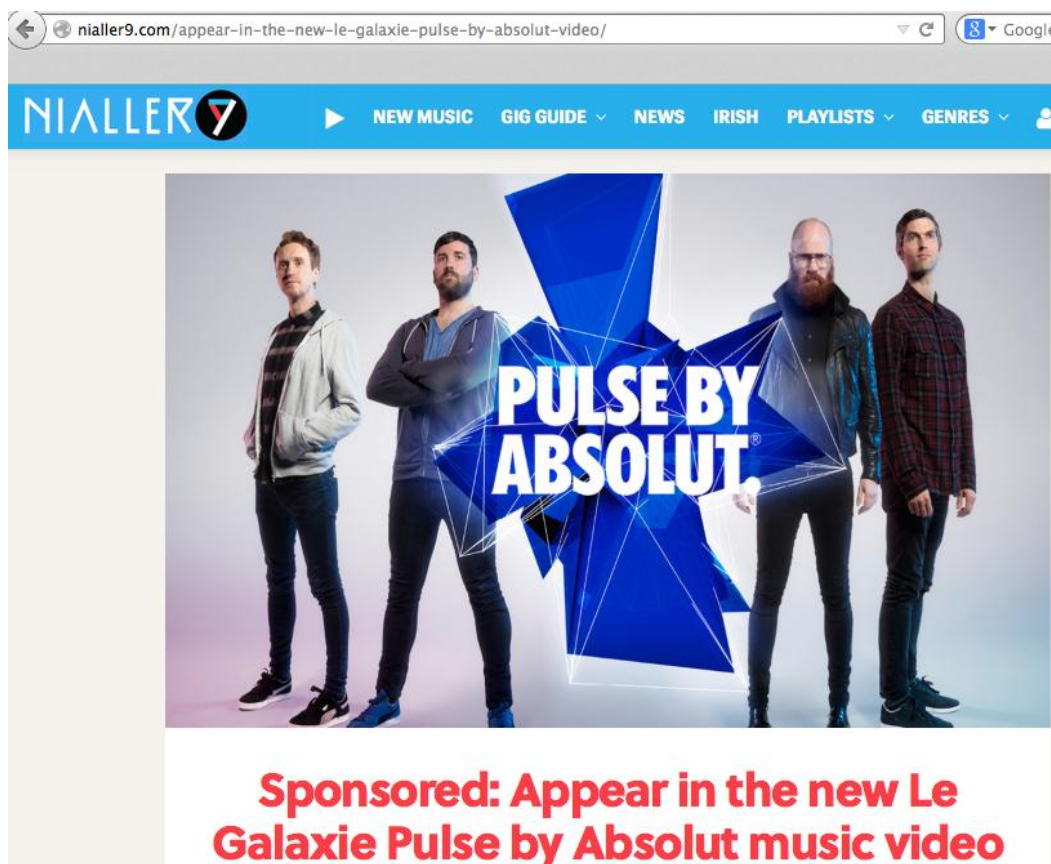 nialler9.com/appear-in-the-new-le-galaxie-pulse-by-absolut-video/
8 Google
NIALLER9
NEW MUSIC GIG GUIDE NEWS IRISH PLAYLISTS GENRES
PULSE BY
ABSOLUT.®
Sponsored: Appear in the new Le
Galaxie Pulse by Absolut music video